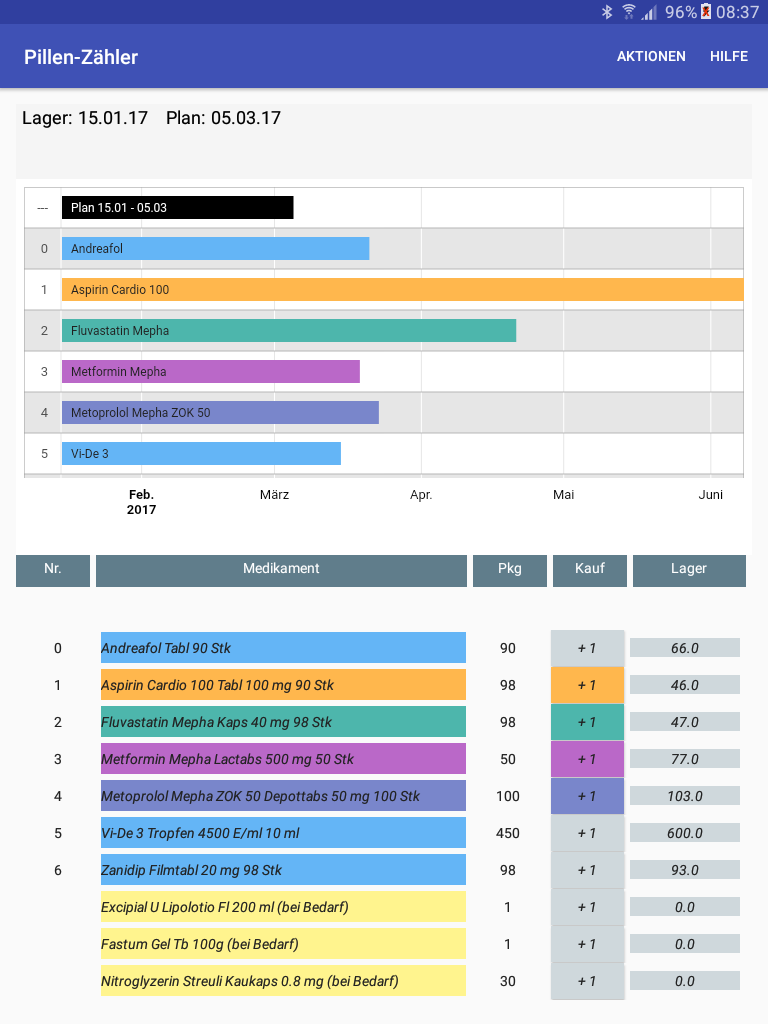 96% 08:37
Pillen-Zähler AKTIONEN HILFE
Lager: 15.01.17 Plan: 05.03.17
--- Plan 15.01 - 05.03
0 Andreafol
1 Aspirin Cardio 100
2 Fluvastatin Mepha
3 Metformin Mepha
4 Metoprolol Mepha ZOK 50
5 Vi-De 3
Feb. März Apr. Mai Juni
2017
Nr. Medikament Pkg Kauf Lager
0 Andreafol Tabl 90 Stk 90 + 1 66.0
1 Aspirin Cardio 100 Tabl 100 mg 90 Stk 98 + 1 46.0
2 Fluvastatin Mepha Kaps 40 mg 98 Stk 98 + 1 47.0
3 Metformin Mepha Lactabs 500 mg 50 Stk 50 + 1 77.0
4 Metoprolol Mepha ZOK 50 Depottabs 50 mg 100 Stk 100 + 1 103.0
5 Vi-De 3 Tropfen 4500 E/ml 10 ml 450 + 1 600.0
6 Zanidip Filmtabl 20 mg 98 Stk 98 + 1 93.0
Excipial U Lipolotio Fl 200 ml (bei Bedarf) 1 + 1 0.0
Fastum Gel Tb 100g (bei Bedarf) 1 + 1 0.0
Nitroglyzerin Streuli Kaukaps 0.8 mg (bei Bedarf) 30 + 1 0.0